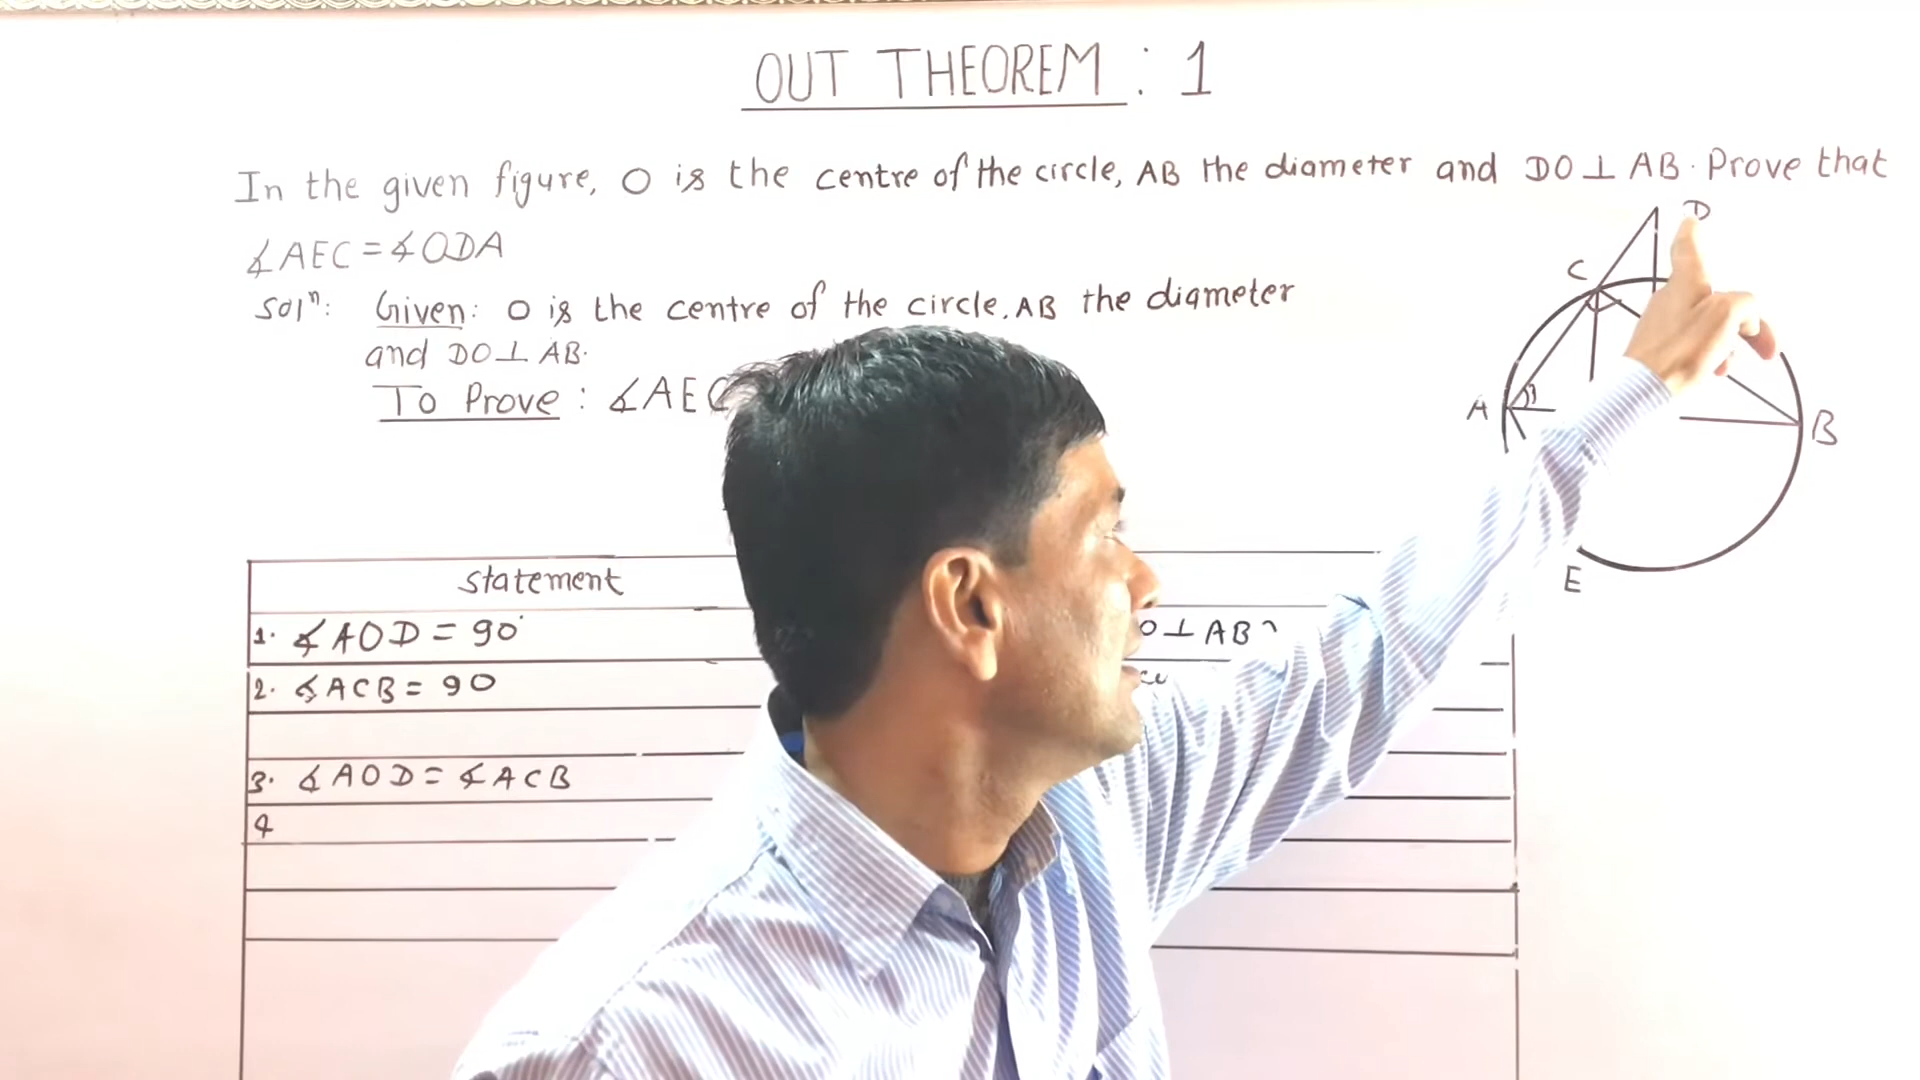 OUT THEOREM : 1
In the given figure, O is the centre of the circle, AB the diameter and DO⊥AB. Prove that
∡AEC = ∡ODA
Solⁿ: Given: O is the centre of the circle. AB the diameter
and DO⊥AB.
To Prove : ∡AEC
D
C
A
B
E
statement
1. ∡AOD = 90°
O⊥AB
2. ∡ACB = 90
3. ∡AOD = ∡ACB
4